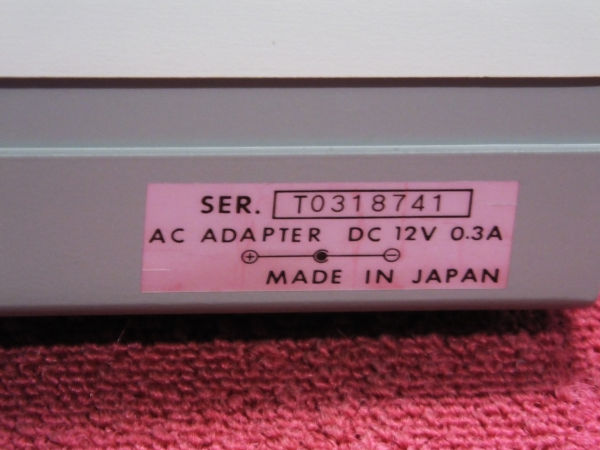 SER. T0318741
AC ADAPTER DC 12V 0.3A
MADE IN JAPAN